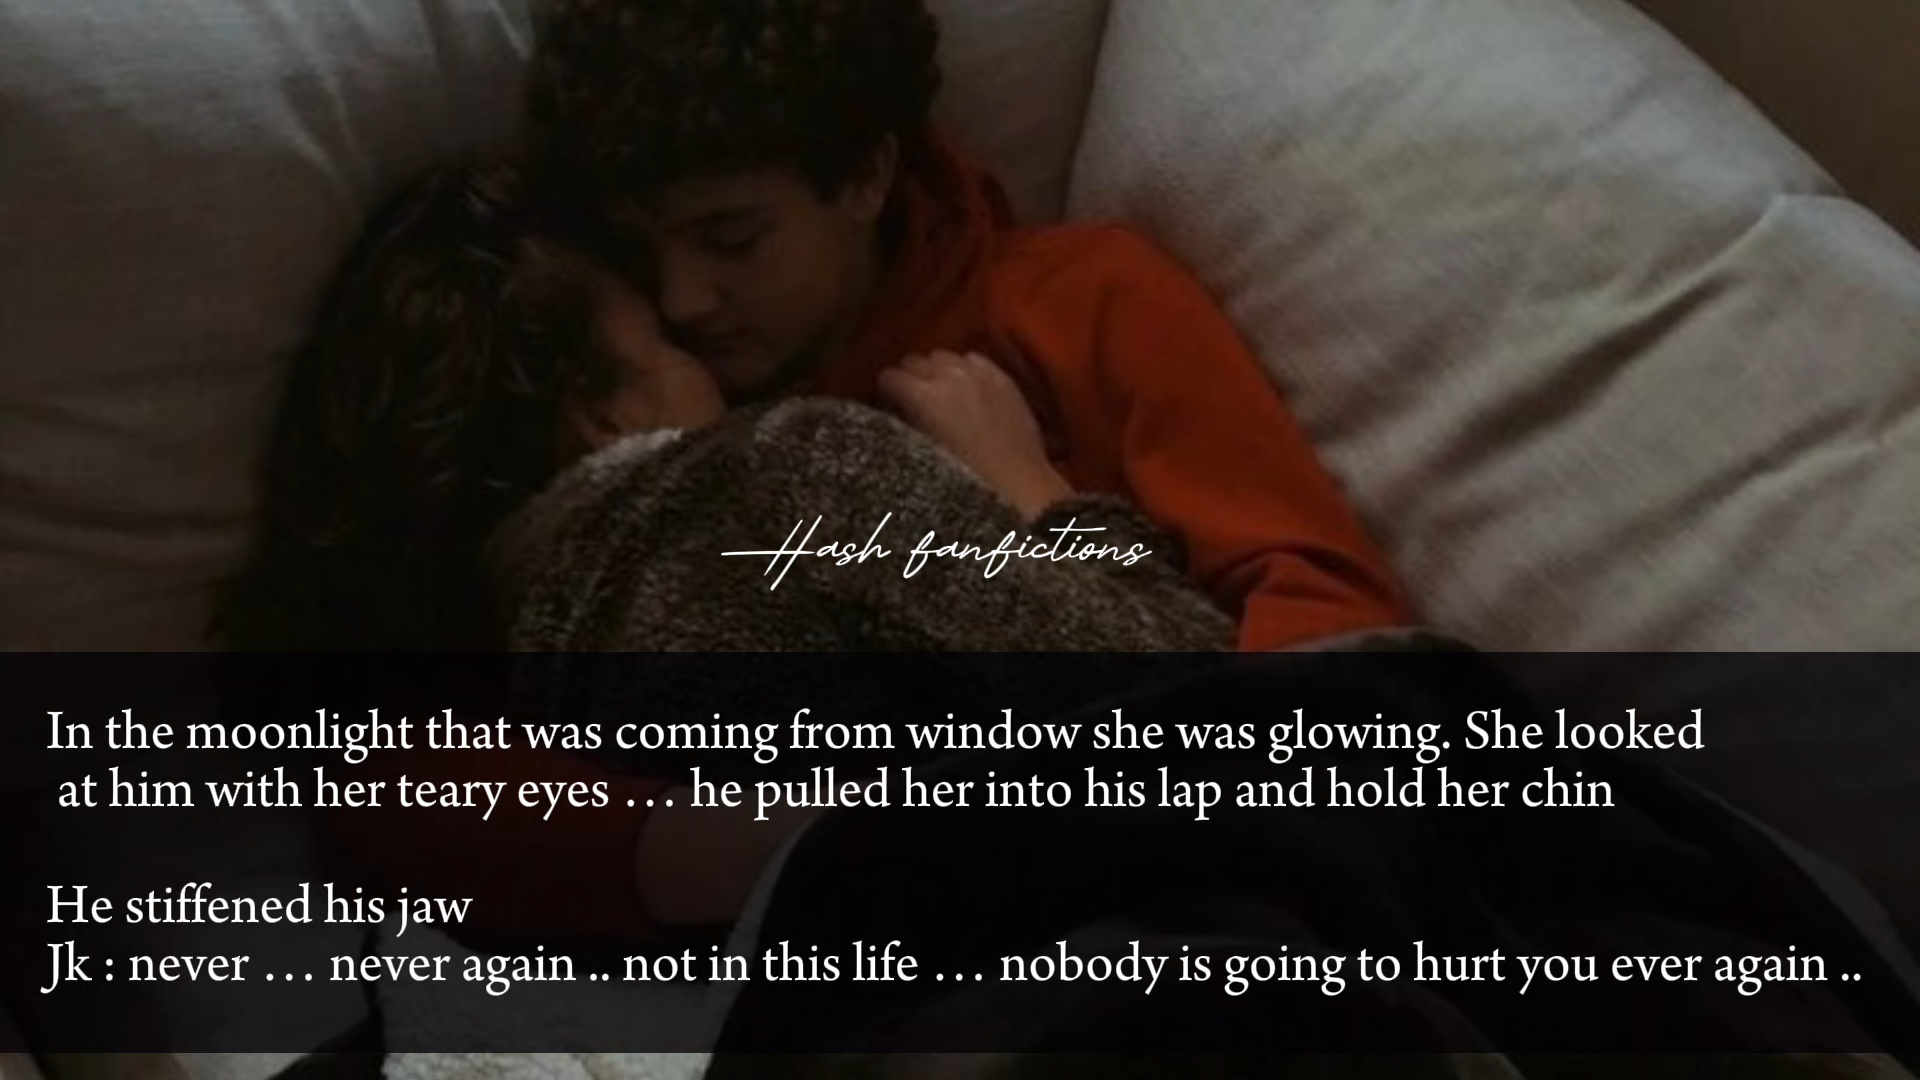 Hash fanfictions
In the moonlight that was coming from window she was glowing. She looked
at him with her teary eyes … he pulled her into his lap and hold her chin
He stiffened his jaw
Jk : never … never again .. not in this life … nobody is going to hurt you ever again ..